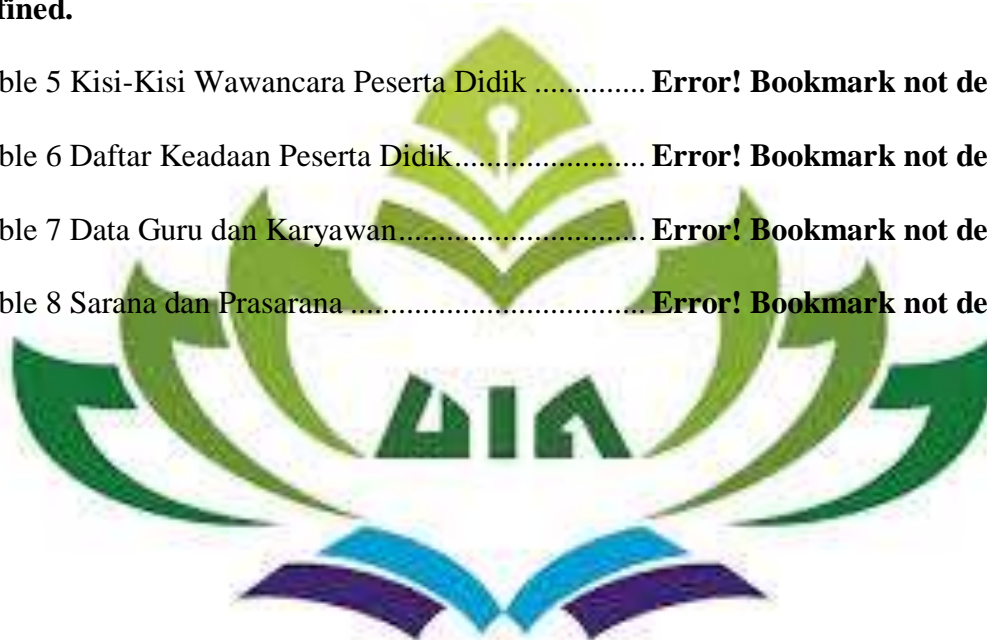 fined.
ble 5 Kisi-Kisi Wawancara Peserta Didik .............. Error! Bookmark not de
ble 6 Daftar Keadaan Peserta Didik........................ Error! Bookmark not de
ble 7 Data Guru dan Karyawan............................... Error! Bookmark not de
ble 8 Sarana dan Prasarana ..................................... Error! Bookmark not de